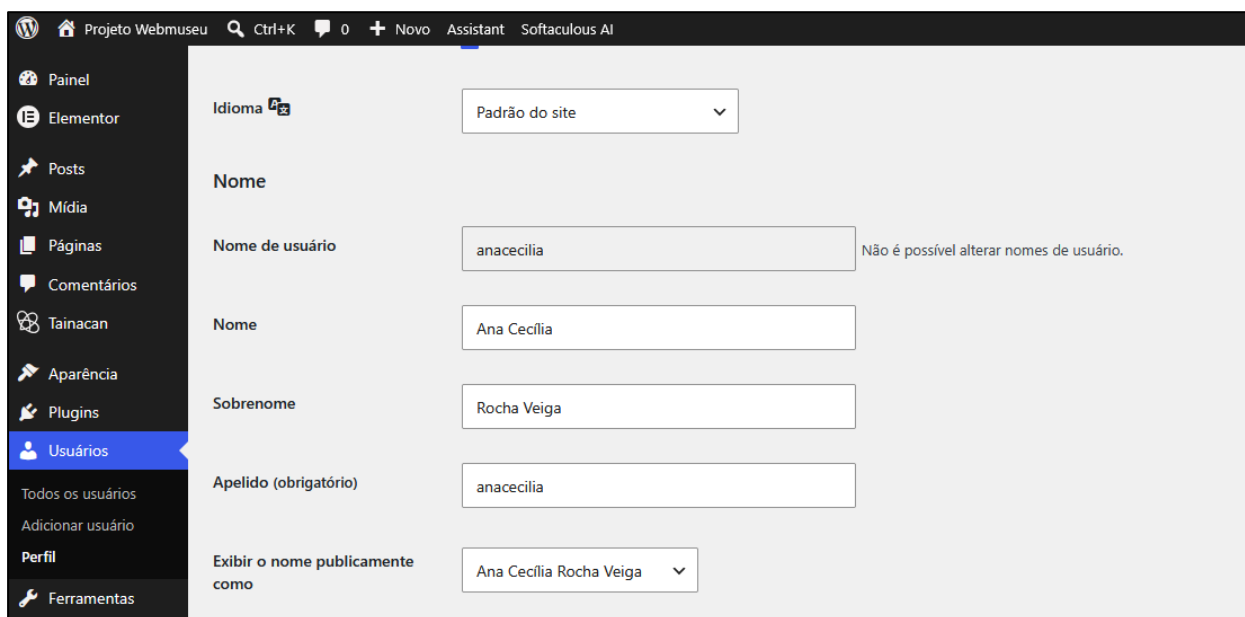 Projeto Webmuseu Ctrl+K 0 Novo Assistant Softaculous AI
Painel
Elementor
Posts
Mídia
Páginas
Comentários
Tainacan
Aparência
Plugins
Usuários
Todos os usuários
Adicionar usuário
Perfil
Ferramentas
Idioma
Padrão do site
Nome
Nome de usuário
anacecilia
Não é possível alterar nomes de usuário.
Nome
Ana Cecília
Sobrenome
Rocha Veiga
Apelido (obrigatório)
anacecilia
Exibir o nome publicamente
como
Ana Cecília Rocha Veiga